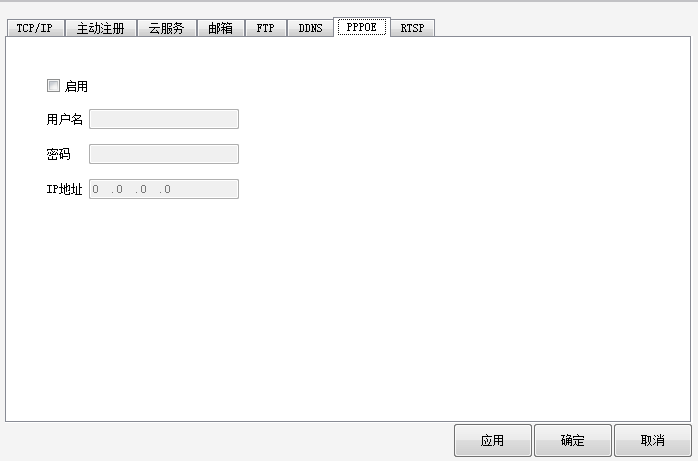 TCP/IP 主动注册 云服务 邮箱 FTP DDNS PPPOE RTSP
启用
用户名
密码
IP地址 0 .0 .0 .0
应用 确定 取消